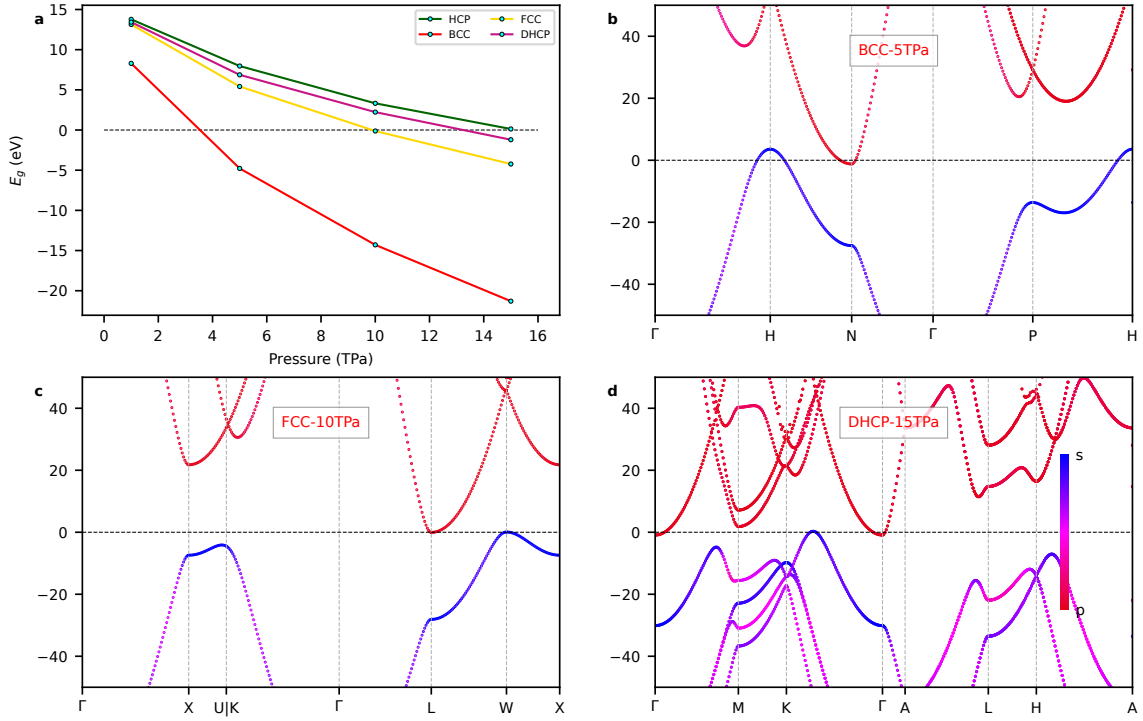 a
HCP FCC
BCC DHCP
15
10
5
0
−5
−10
−15
−20
E_g (eV)
0 2 4 6 8 10 12 14 16
Pressure (TPa)
b
BCC-5TPa
40
20
0
−20
−40
Γ H N Γ P H
c
FCC-10TPa
40
20
0
−20
−40
Γ X U|K Γ L W X
d
DHCP-15TPa
40
20
0
−20
−40
s
p
Γ M K Γ A L H A